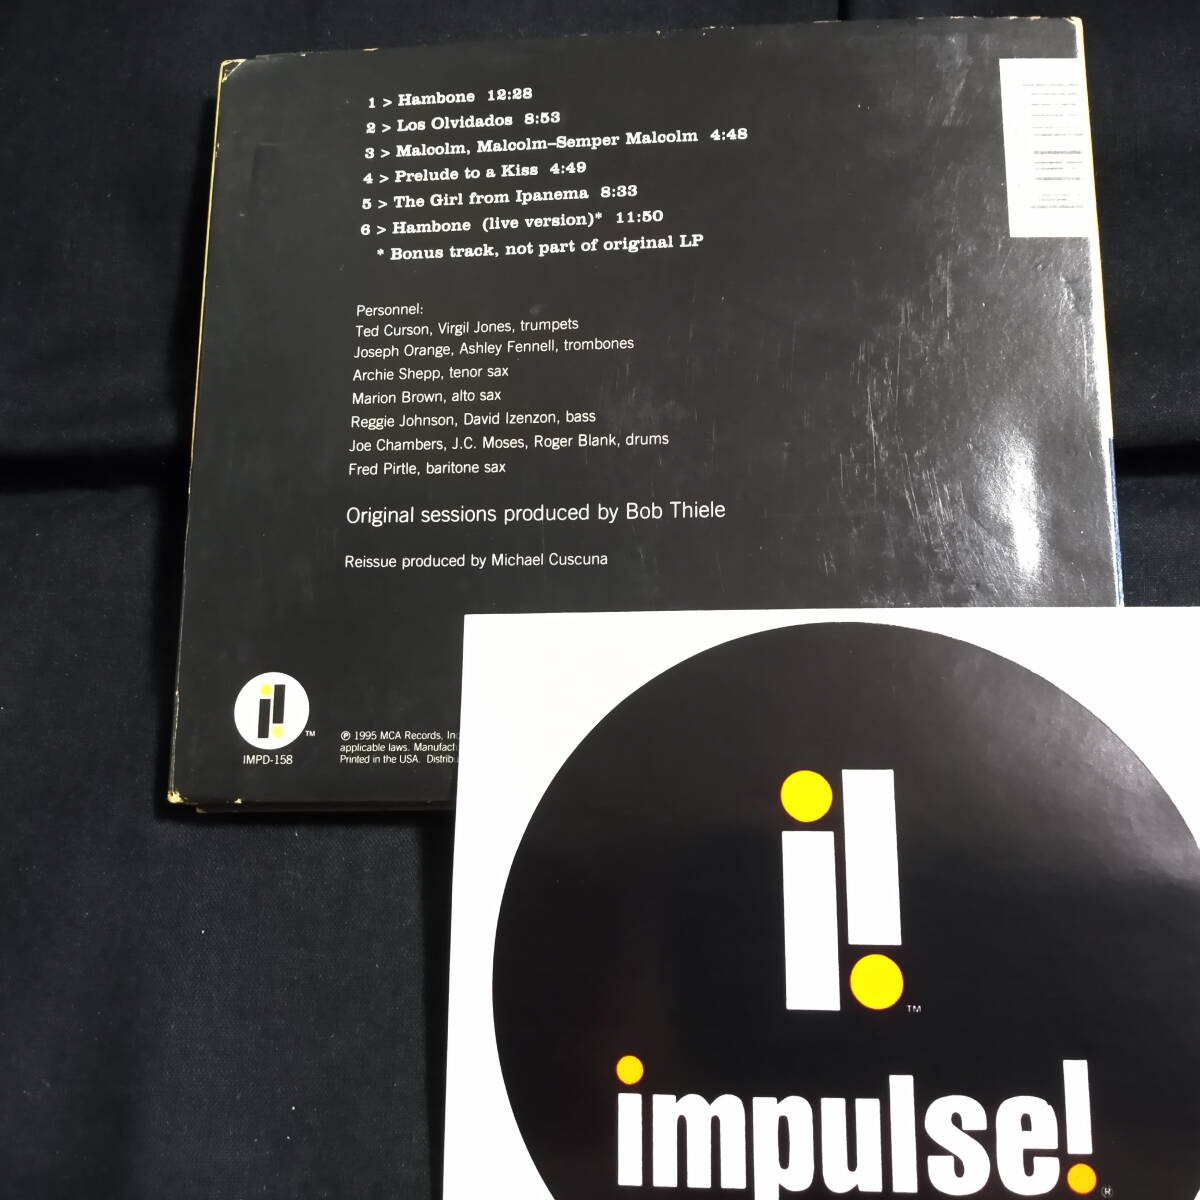 1 > Hambone 12:28
2 > Los Olvidados 8:53
3 > Malcolm, Malcolm–Semper Malcolm 4:48
4 > Prelude to a Kiss 4:49
5 > The Girl from Ipanema 8:33
6 > Hambone (live version)* 11:50
* Bonus track, not part of original LP
Personnel:
Ted Curson, Virgil Jones, trumpets
Joseph Orange, Ashley Fennell, trombones
Archie Shepp, tenor sax
Marion Brown, alto sax
Reggie Johnson, David Izenzon, bass
Joe Chambers, J.C. Moses, Roger Blank, drums
Fred Pirtle, baritone sax
Original sessions produced by Bob Thiele
Reissue produced by Michael Cuscuna
i! TM
IMPD-158
℗ 1995 MCA Records, In
applicable laws. Manufact
Printed in the USA. Distrib
i! TM
impulse! ®